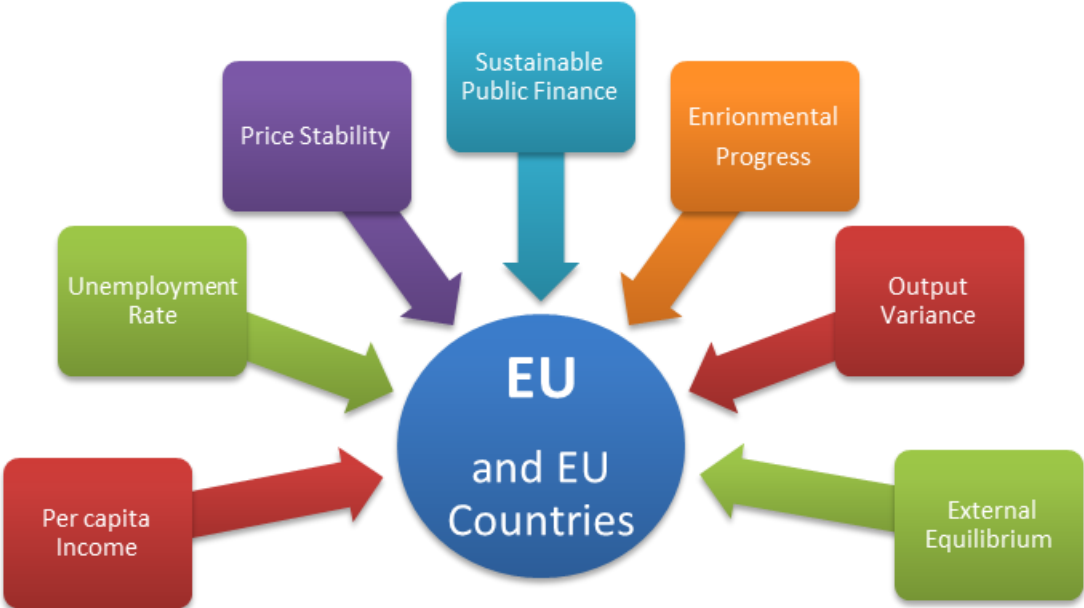 Sustainable
Public Finance
Price Stability
Enrionmental
Progress
Unemployment
Rate
Output
Variance
EU
and EU
Countries
Per capita
Income
External
Equilibrium